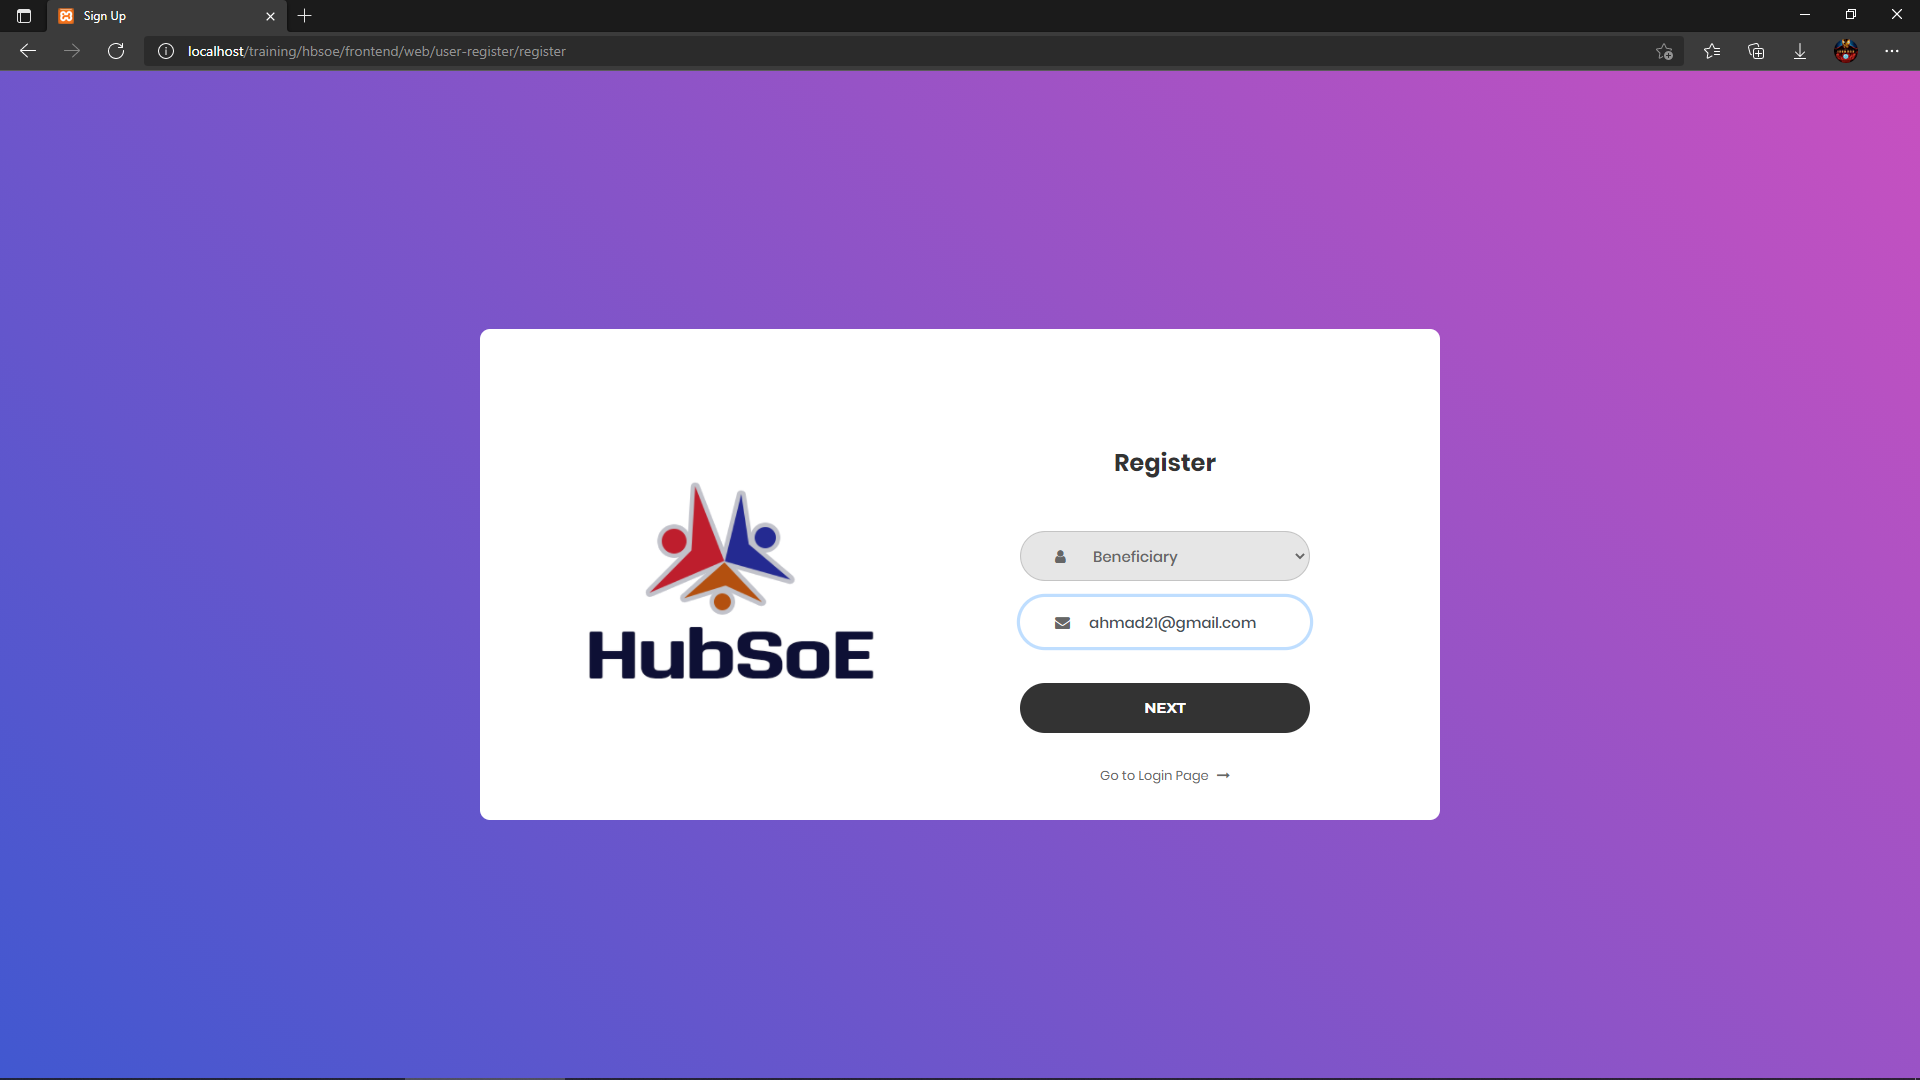 Sign Up
localhost/training/hbsoe/frontend/web/user-register/register
Register
Beneficiary
ahmad21@gmail.com
HubSoE
NEXT
Go to Login Page